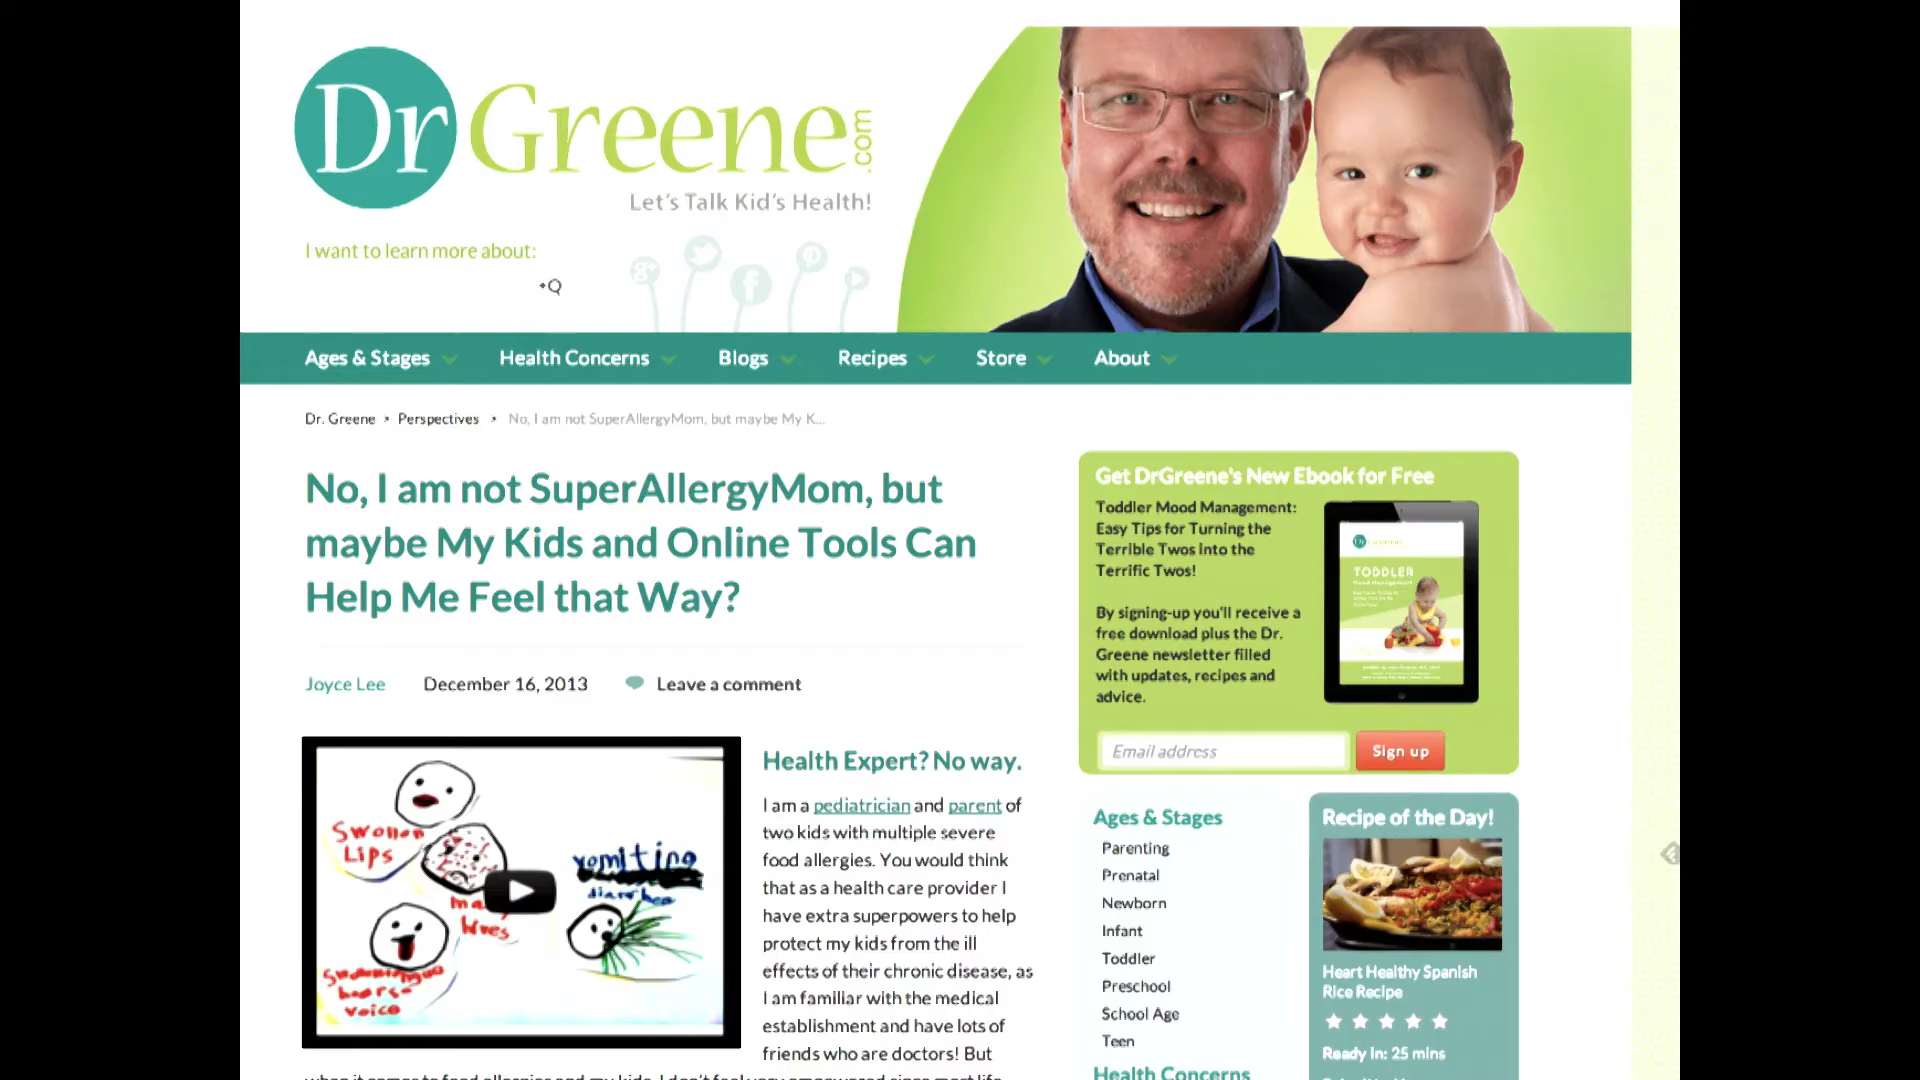 DrGreene.com
Let's Talk Kid's Health!
I want to learn more about:
Ages & Stages
Health Concerns
Blogs
Recipes
Store
About
Dr. Greene
Perspectives
No, I am not SuperAllergyMom, but maybe My K...
No, I am not SuperAllergyMom, but
maybe My Kids and Online Tools Can
Help Me Feel that Way?
Joyce Lee
December 16, 2013
Leave a comment
Swollen
Lips
vomiting
diarrhea
hives
voice
Health Expert? No way.
I am a pediatrician and parent of
two kids with multiple severe
food allergies. You would think
that as a health care provider I
have extra superpowers to help
protect my kids from the ill
effects of their chronic disease, as
I am familiar with the medical
establishment and have lots of
friends who are doctors! But
Get DrGreene's New Ebook for Free
Toddler Mood Management:
Easy Tips for Turning the
Terrible Twos into the
Terrific Twos!
By signing-up you'll receive a
free download plus the Dr.
Greene newsletter filled
with updates, recipes and
advice.
TODDLER
Mood Management
Email address
Sign up
Ages & Stages
Parenting
Prenatal
Newborn
Infant
Toddler
Preschool
School Age
Teen
Health Concerns
Recipe of the Day!
Heart Healthy Spanish
Rice Recipe
Ready In: 25 mins